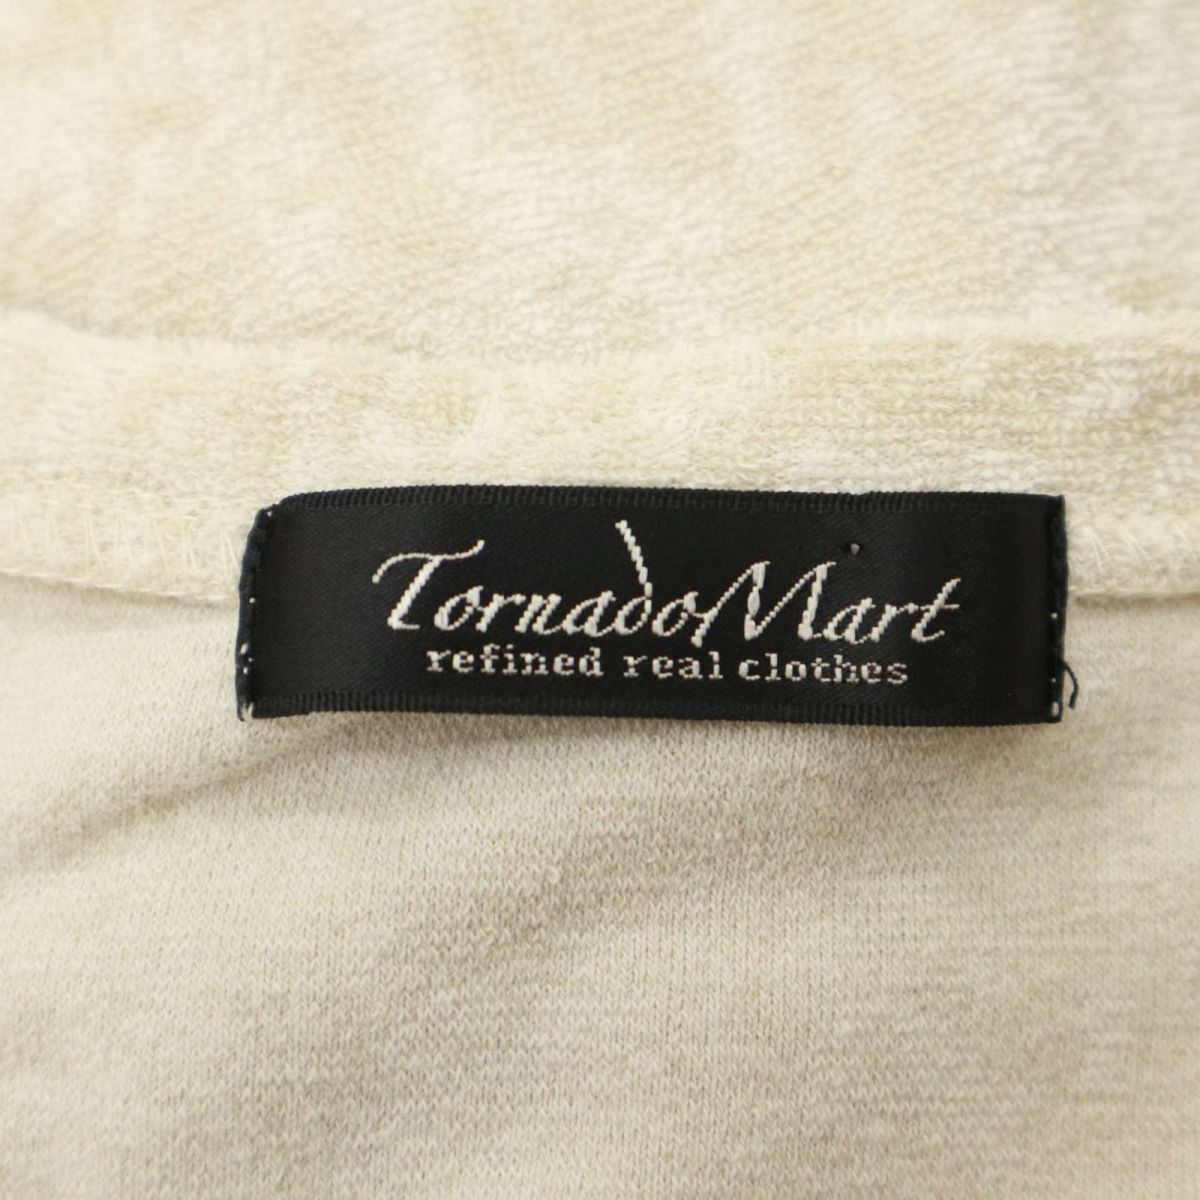 TornadoMart
refined real clothes